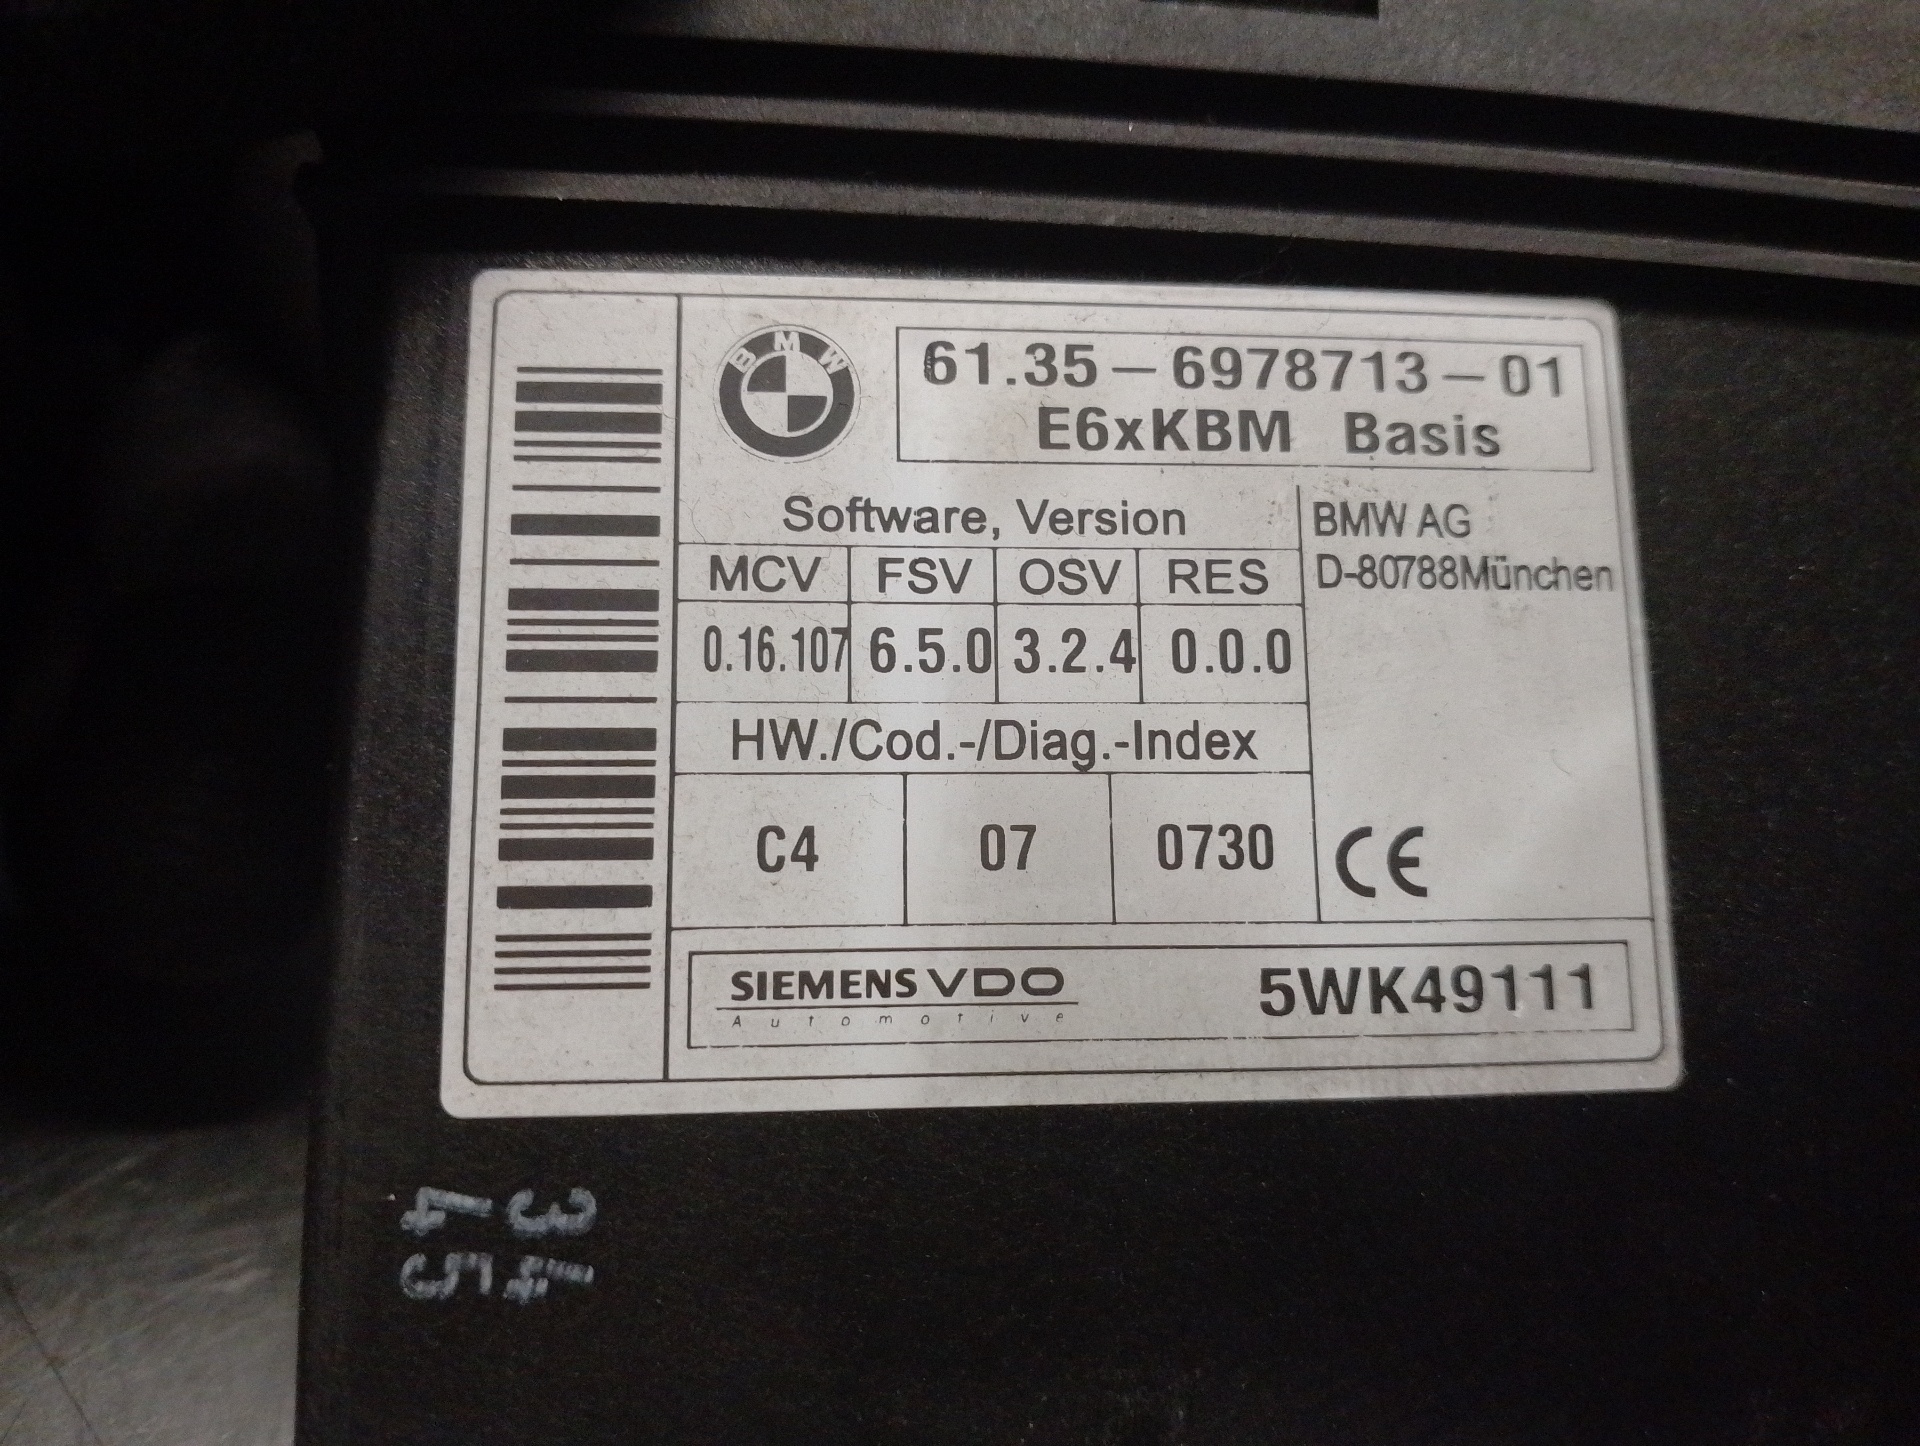 BMW
61.35-6978713-01
E6xKBM Basis
Software, Version
BMW AG
D-80788München
MCV FSV OSV RES
0.16.107 6.5.0 3.2.4 0.0.0
HW./Cod.-/Diag.-Index
C4 07 0730
CE
SIEMENS VDO
Automotive
5WK49111